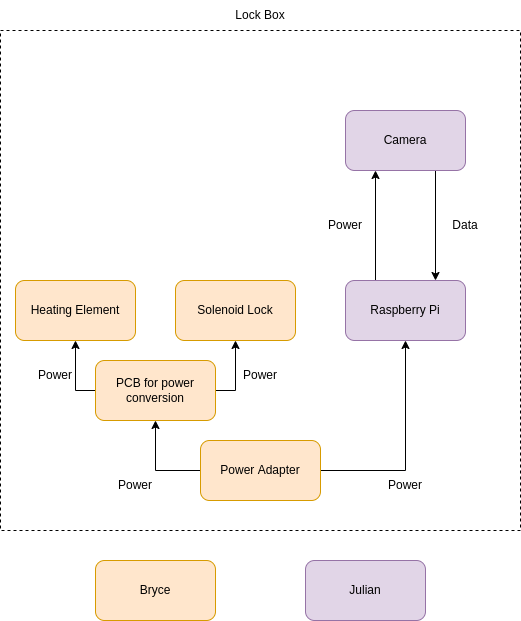 Lock Box
Camera
Power
Data
Heating Element
Solenoid Lock
Raspberry Pi
Power
PCB for power
conversion
Power
Power Adapter
Power
Power
Bryce
Julian